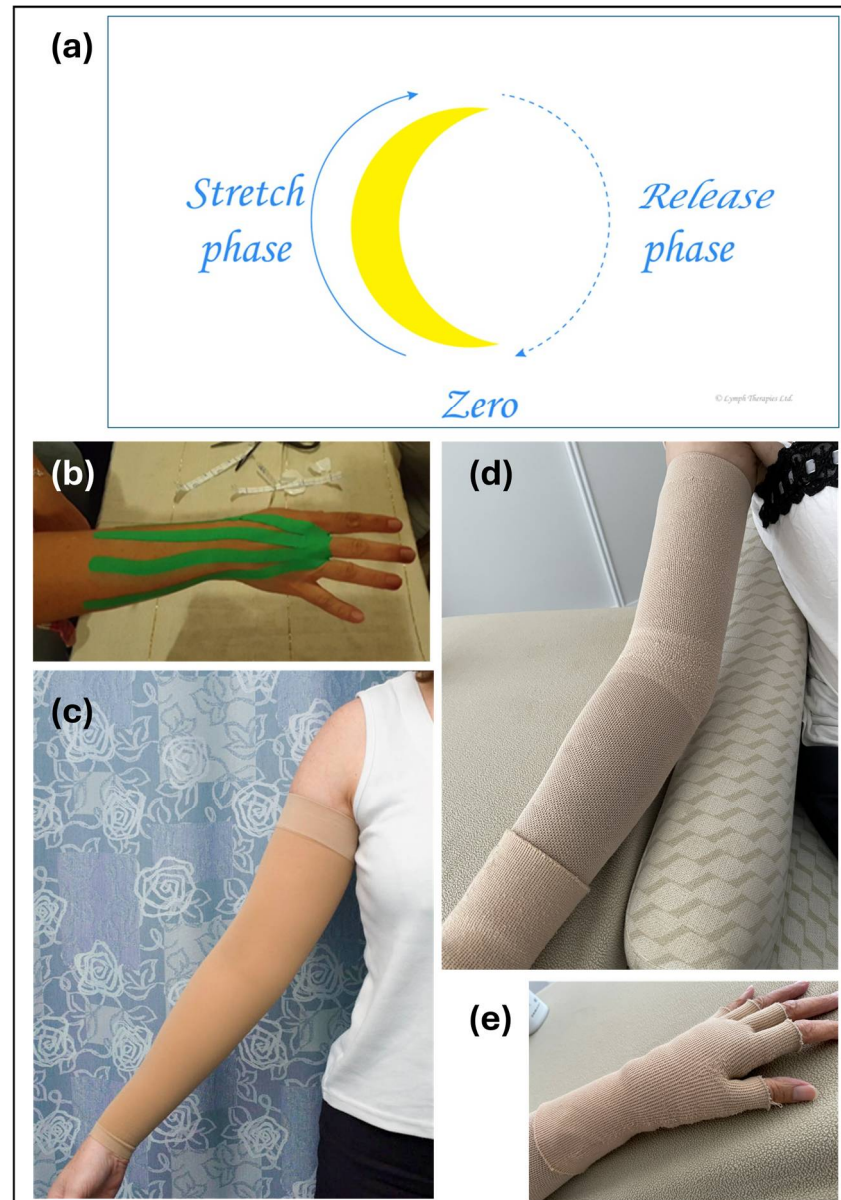 (a)
Stretch
phase
Release
phase
Zero
© Lymph Therapies Ltd.
(b)
(d)
(c)
(e)